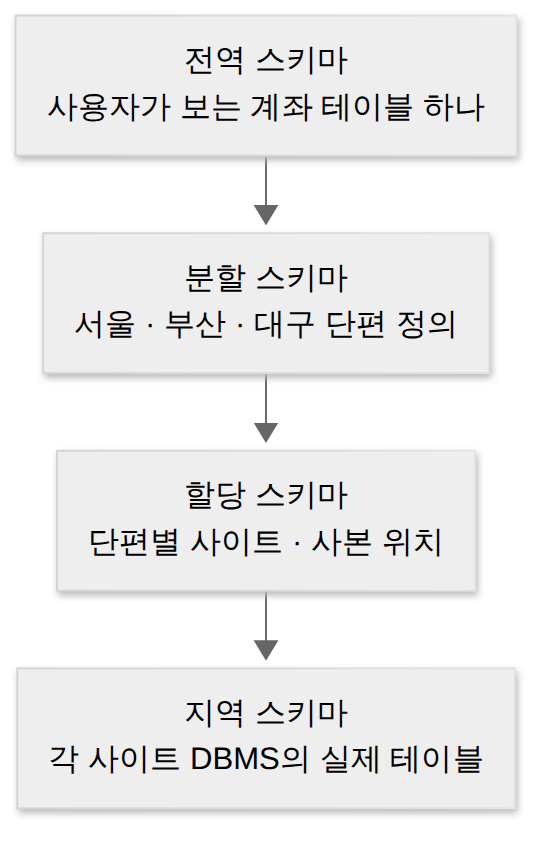 전역 스키마
사용자가 보는 계좌 테이블 하나
분할 스키마
서울 · 부산 · 대구 단편 정의
할당 스키마
단편별 사이트 · 사본 위치
지역 스키마
각 사이트 DBMS의 실제 테이블